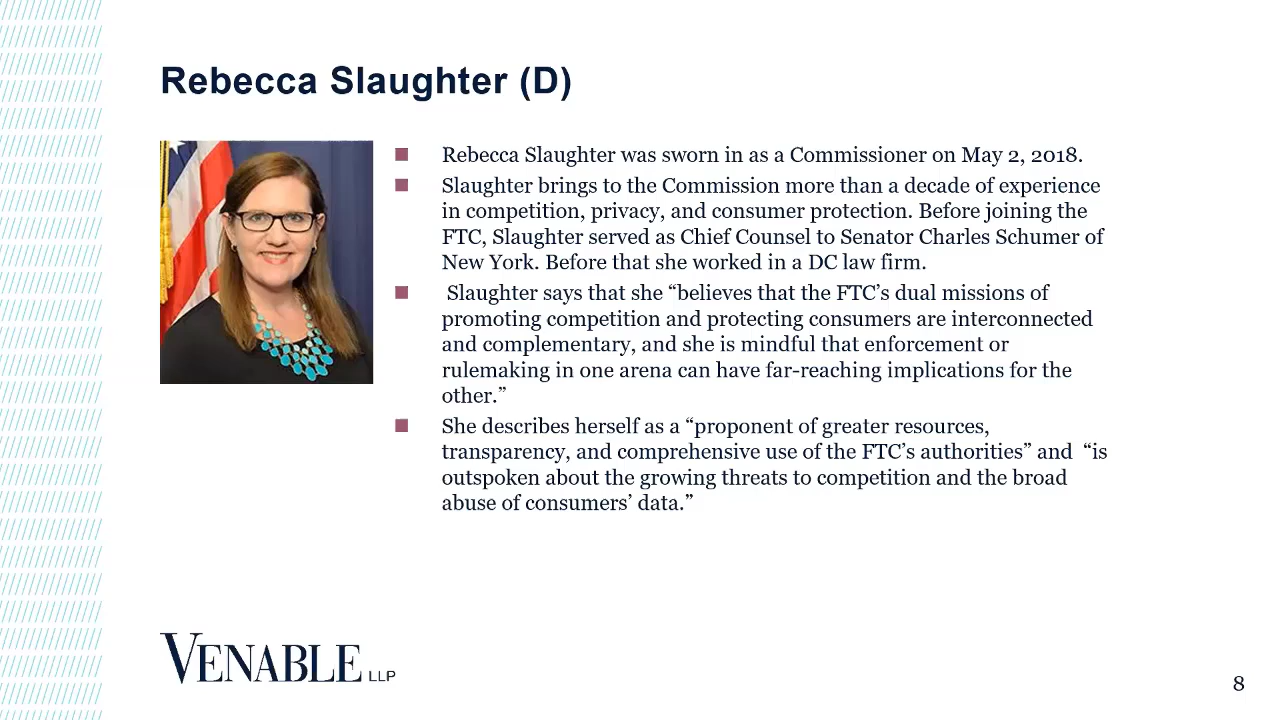 Rebecca Slaughter (D)
Rebecca Slaughter was sworn in as a Commissioner on May 2, 2018.
Slaughter brings to the Commission more than a decade of experience
in competition, privacy, and consumer protection. Before joining the
FTC, Slaughter served as Chief Counsel to Senator Charles Schumer of
New York. Before that she worked in a DC law firm.
Slaughter says that she “believes that the FTC’s dual missions of
promoting competition and protecting consumers are interconnected
and complementary, and she is mindful that enforcement or
rulemaking in one arena can have far-reaching implications for the
other.”
She describes herself as a “proponent of greater resources,
transparency, and comprehensive use of the FTC’s authorities” and “is
outspoken about the growing threats to competition and the broad
abuse of consumers’ data.”
VENABLE LLP
8